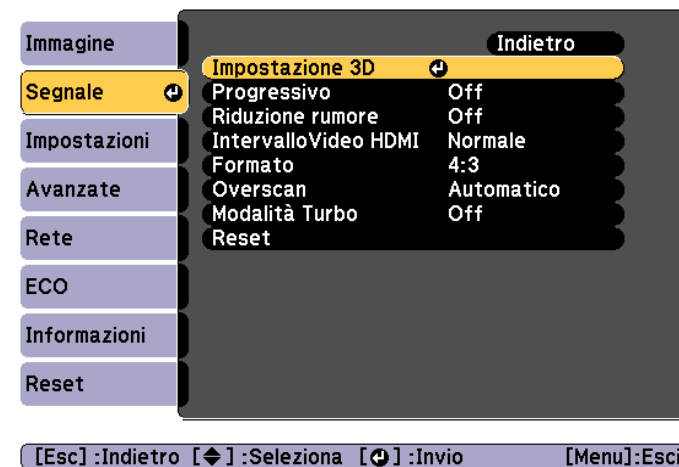 Immagine
Segnale
Impostazioni
Avanzate
Rete
ECO
Informazioni
Reset
Indietro
Impostazione 3D
Progressivo Off
Riduzione rumore Off
IntervalloVideo HDMI Normale
Formato 4:3
Overscan Automatico
Modalità Turbo Off
Reset
[Esc] :Indietro [◆] :Seleziona [↵] :Invio [Menu]:Esci